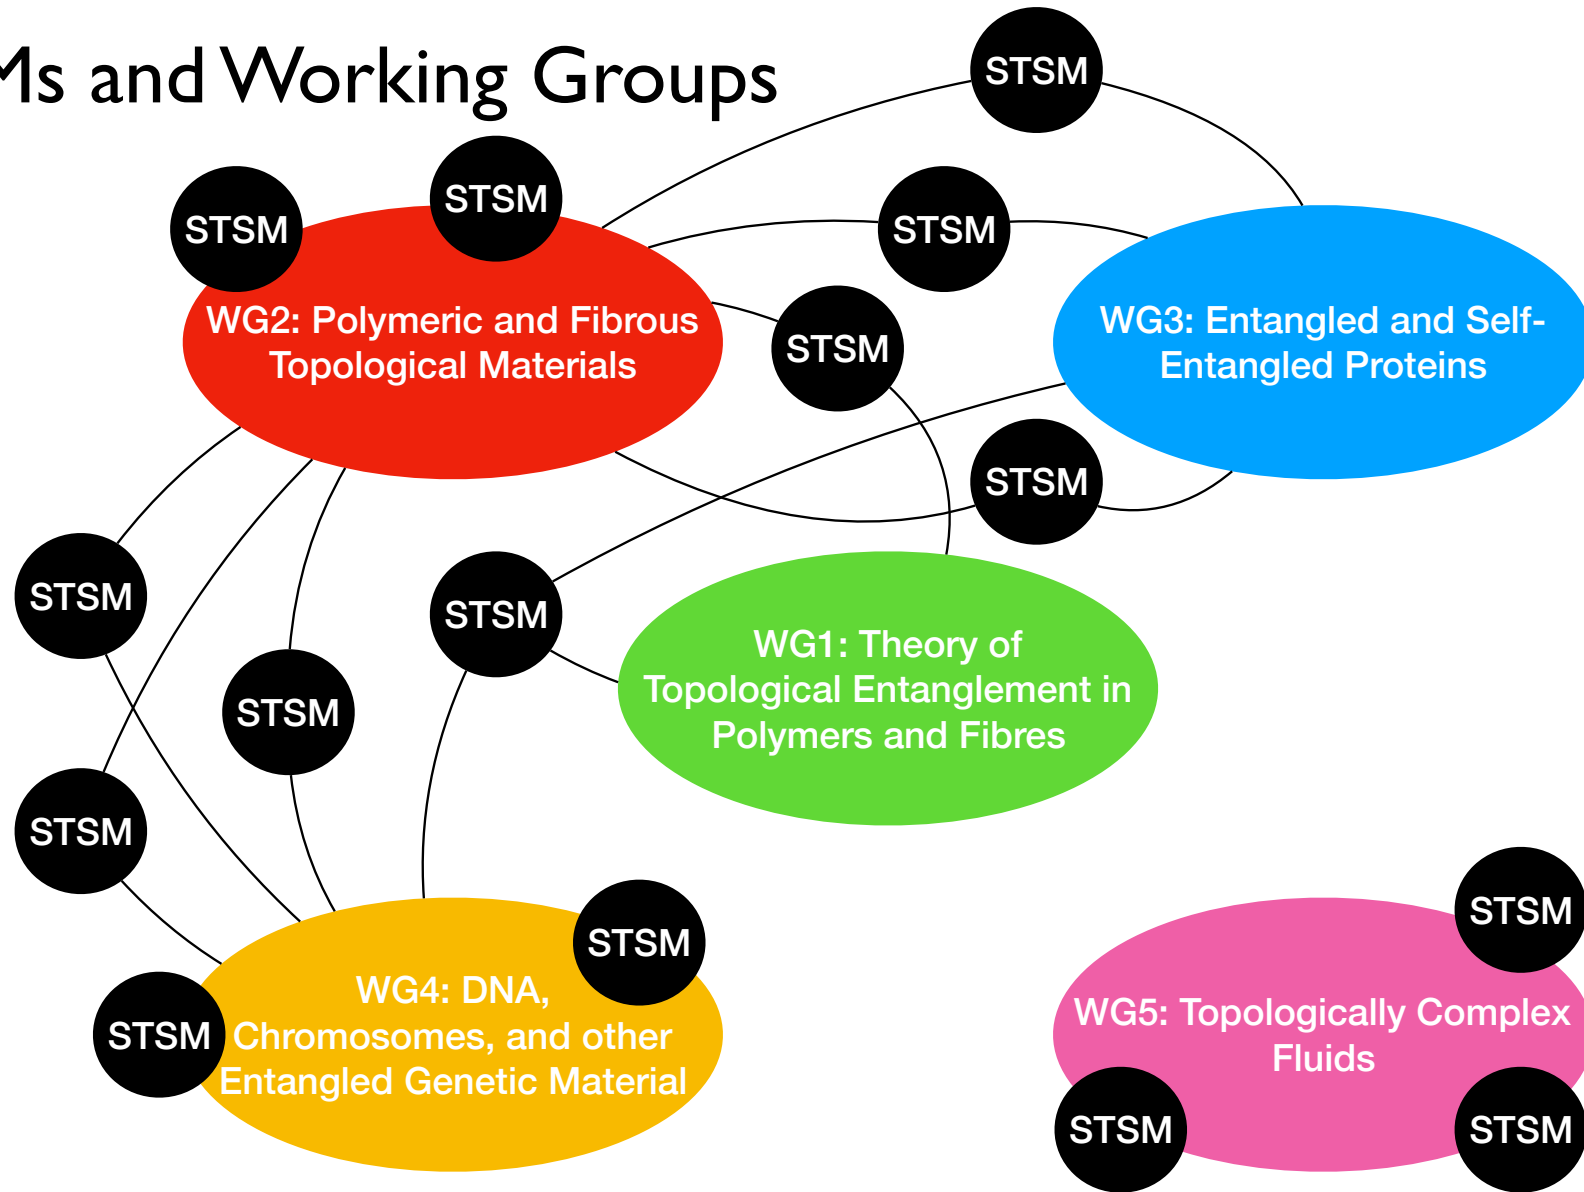 Ms and Working Groups
STSM
STSM
STSM
STSM
WG2: Polymeric and Fibrous
Topological Materials
STSM
WG3: Entangled and Self-
Entangled Proteins
STSM
STSM
STSM
WG1: Theory of
Topological Entanglement in
Polymers and Fibres
STSM
STSM
STSM
STSM
WG4: DNA,
Chromosomes, and other
Entangled Genetic Material
STSM
WG5: Topologically Complex
Fluids
STSM
STSM